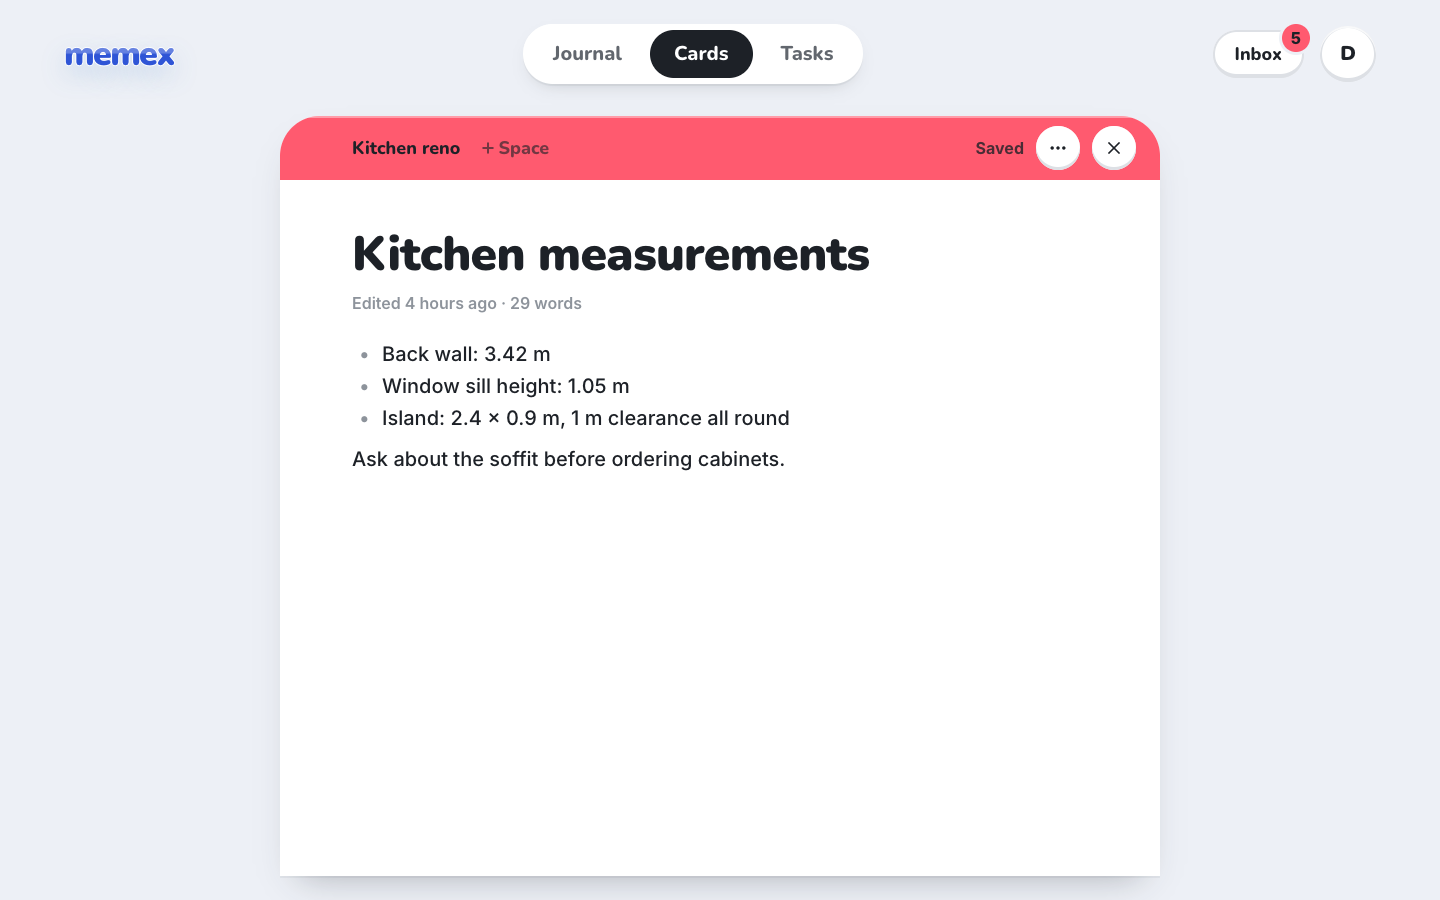 memex
Journal Cards Tasks
Inbox 5 D
Kitchen reno + Space Saved
Kitchen measurements
Edited 4 hours ago · 29 words
• Back wall: 3.42 m
• Window sill height: 1.05 m
• Island: 2.4 × 0.9 m, 1 m clearance all round
Ask about the soffit before ordering cabinets.